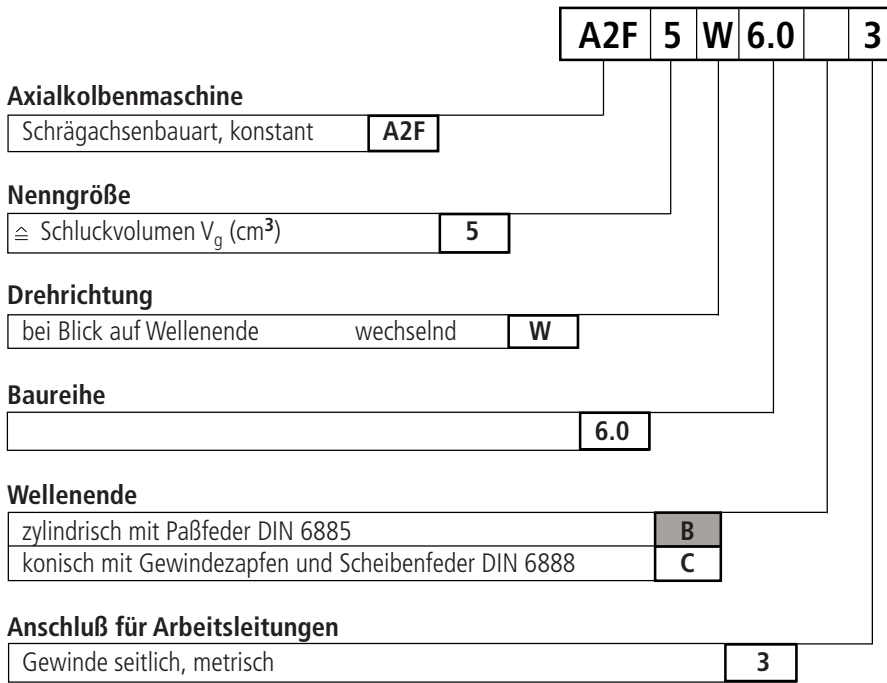 A2F 5 W 6.0 3
Axialkolbenmaschine
Schrägachsenbauart, konstant A2F
Nenngröße
≙ Schluckvolumen Vg (cm³) 5
Drehrichtung
bei Blick auf Wellenende wechselnd W
Baureihe
6.0
Wellenende
zylindrisch mit Paßfeder DIN 6885 B
konisch mit Gewindezapfen und Scheibenfeder DIN 6888 C
Anschluß für Arbeitsleitungen
Gewinde seitlich, metrisch 3